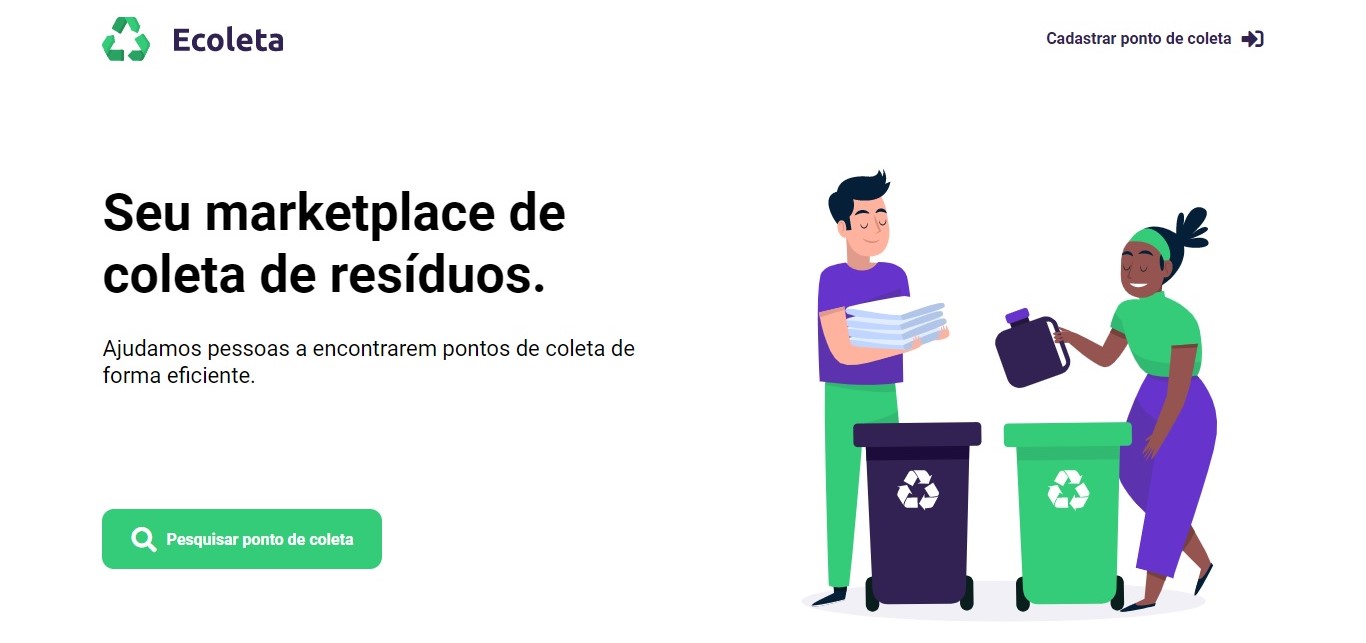 Ecoleta
Cadastrar ponto de coleta
Seu marketplace de
coleta de resíduos.
Ajudamos pessoas a encontrarem pontos de coleta de
forma eficiente.
Pesquisar ponto de coleta